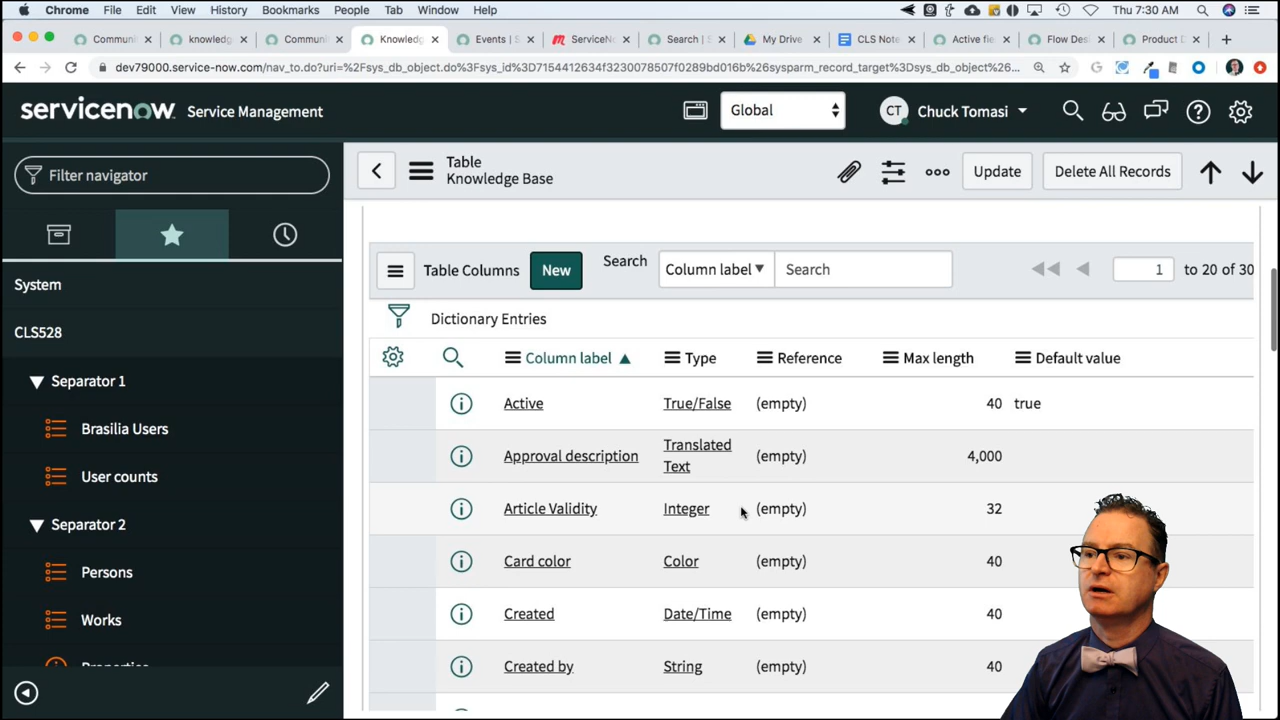 Chrome File Edit View History Bookmarks People Tab Window Help Thu 7:30 AM
Communi × knowledg × Communi × Knowledg × Events | S × ServiceNo × Search | S × My Drive × CLS Note × Active fie × Flow Des × Product D × +
dev79000.service-now.com/nav_to.do?uri=%2Fsys_db_object.do%3Fsys_id%3D7154412634f3230078507f0289bd016b%26sysparm_record_target%3Dsys_db_object%26...
servicenow Service Management Global CT Chuck Tomasi
Filter navigator
Table
Knowledge Base
Update Delete All Records
System
CLS528
Separator 1
Brasilia Users
User counts
Separator 2
Persons
Works
Properties
Table Columns New Search Column label Search 1 to 20 of 30
Dictionary Entries
Column label Type Reference Max length Default value
Active True/False (empty) 40 true
Approval description Translated Text (empty) 4,000
Article Validity Integer (empty) 32
Card color Color (empty) 40
Created Date/Time (empty) 40
Created by String (empty) 40